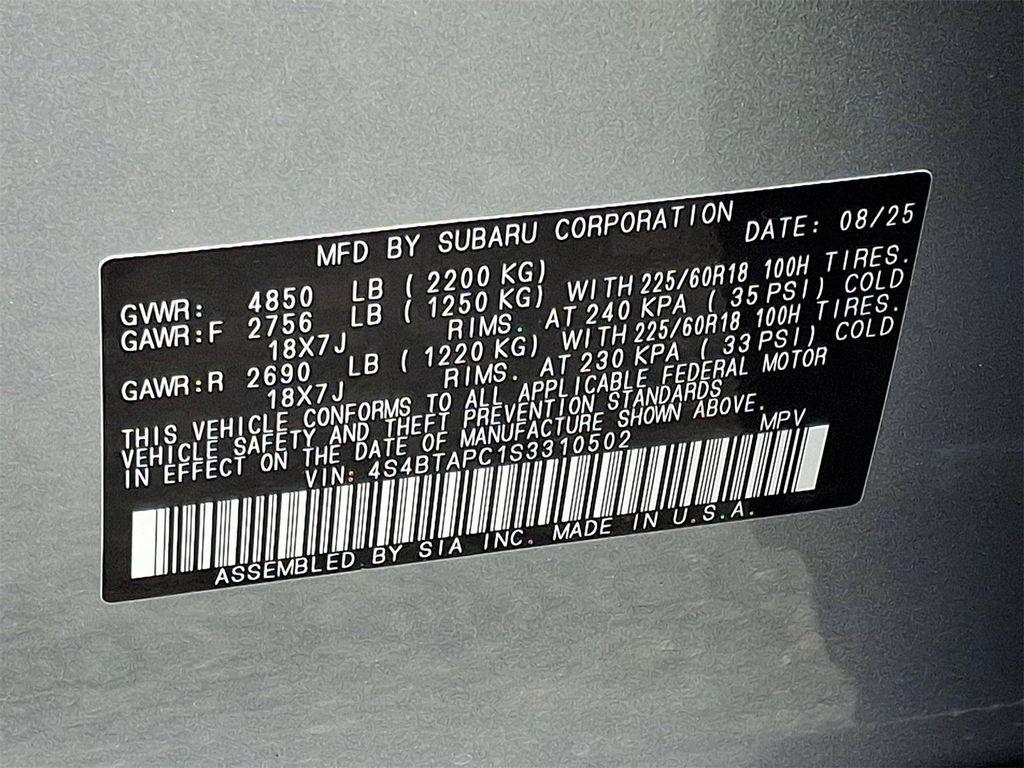 MFD BY SUBARU CORPORATION DATE: 08/25
GVWR: 4850 LB ( 2200 KG)
GAWR:F 2756 LB ( 1250 KG) WITH 225/60R18 100H TIRES.
18X7J RIMS. AT 240 KPA ( 35 PSI) COLD
GAWR:R 2690 LB ( 1220 KG) WITH 225/60R18 100H TIRES.
18X7J RIMS. AT 230 KPA ( 33 PSI) COLD
THIS VEHICLE CONFORMS TO ALL APPLICABLE FEDERAL MOTOR
VEHICLE SAFETY AND THEFT PREVENTION STANDARDS
IN EFFECT ON THE DATE OF MANUFACTURE SHOWN ABOVE.
VIN: 4S4BTAPC1S3310502 MPV
ASSEMBLED BY SIA INC. MADE IN U.S.A.